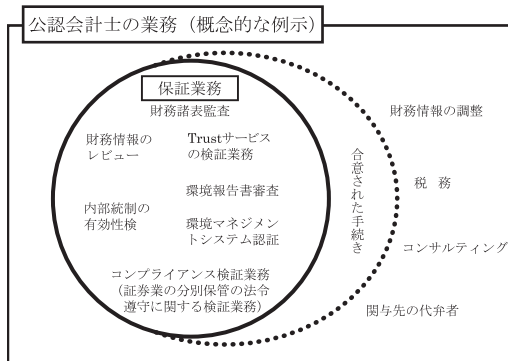 公認会計士の業務（概念的な例示）
保証業務
財務諸表監査
財務情報の
レビュー
Trustサービス
の検証業務
環境報告書審査
内部統制の
有効性検
環境マネジメン
トシステム認証
コンプライアンス検証業務
（証券業の分別保管の法令
遵守に関する検証業務）
合意された手続き
財務情報の調整
税　務
コンサルティング
関与先の代弁者